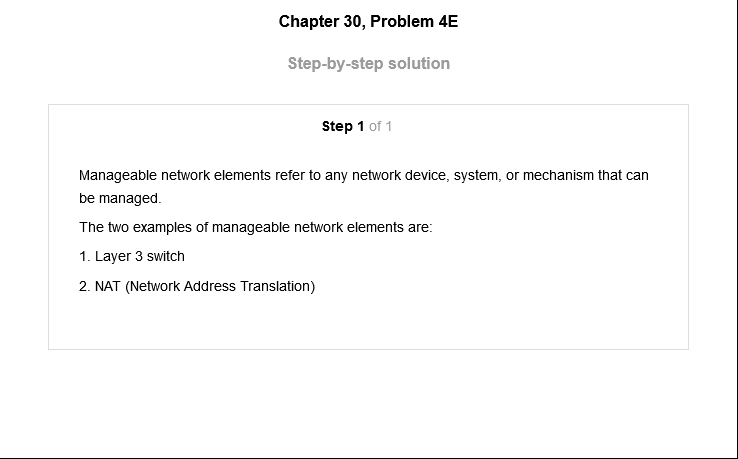 Chapter 30, Problem 4E
Step-by-step solution
Step 1 of 1
Manageable network elements refer to any network device, system, or mechanism that can
be managed.
The two examples of manageable network elements are:
1. Layer 3 switch
2. NAT (Network Address Translation)